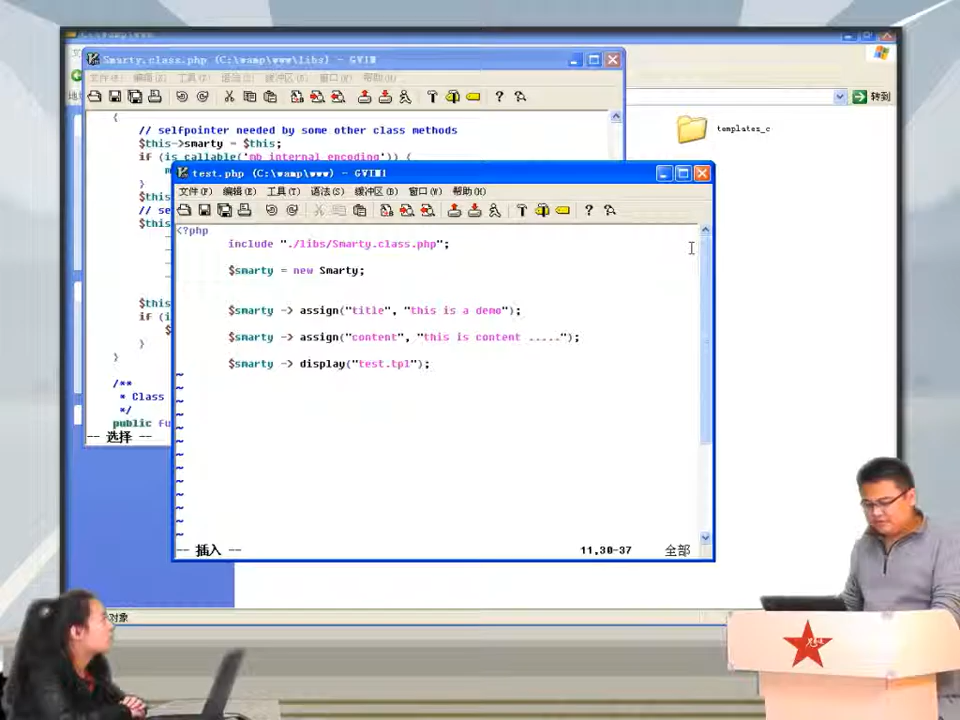 C:\wamp\www
Smarty.class.php (C:\wamp\www\libs) - GVIM
文件(F) 编辑(E) 工具(T) 语法(S) 缓冲区(B) 窗口(W) 帮助(H)
转到
templates_c
{
// selfpointer needed by some other class methods
$this->smarty = $this;
if (is_callable('mb_internal_encoding')) {
}
$this
// se
$this
$this
if (i
$
}
}
/**
* Class
*/
public fu
-- 选择 --
test.php (C:\wamp\www) - GVIM1
文件(F) 编辑(E) 工具(T) 语法(S) 缓冲区(B) 窗口(W) 帮助(H)
<?php
include "./libs/Smarty.class.php";
$smarty = new Smarty;
$smarty -> assign("title", "this is a demo");
$smarty -> assign("content", "this is content .....");
$smarty -> display("test.tpl");
~
~
~
~
~
~
~
~
~
~
~
~
~
-- 插入 --
11,30-37
全部
对象